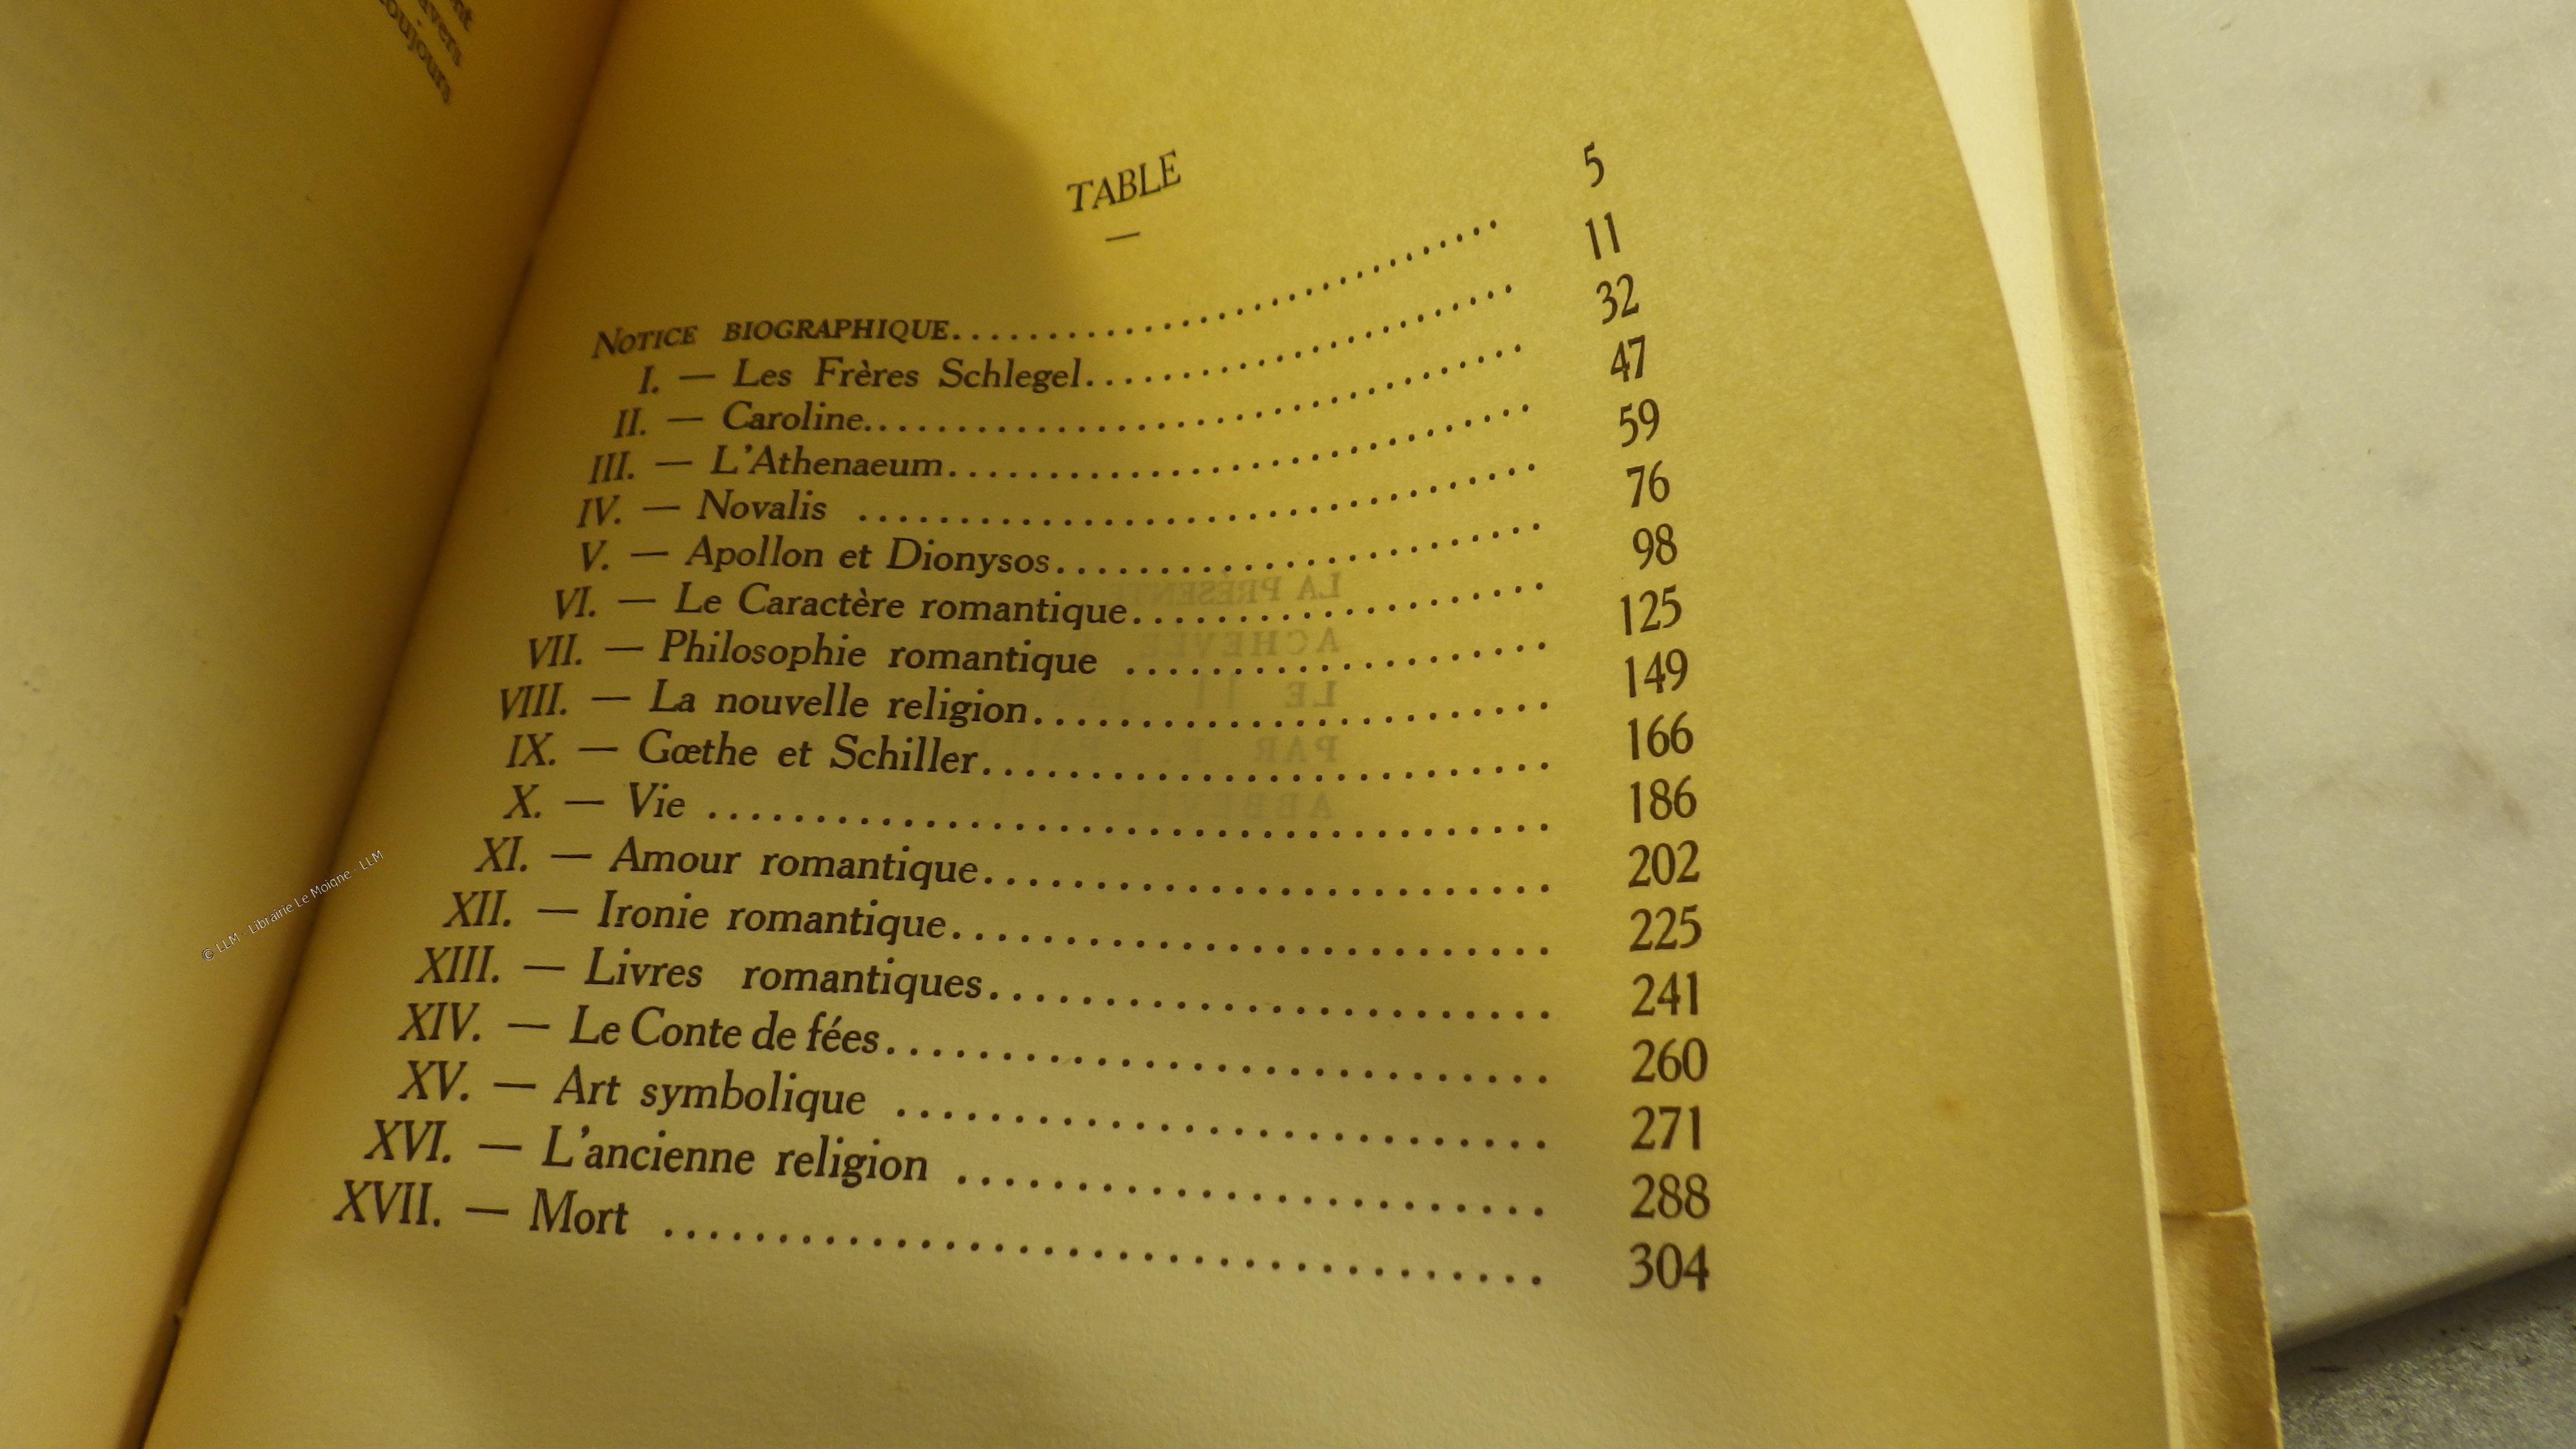 vers
TABLE
NOTICE BIOGRAPHIQUE 5
I. — Les Frères Schlegel 11
II. — Caroline 32
III. — L'Athenaeum 47
IV. — Novalis 59
V. — Apollon et Dionysos 76
VI. — Le Caractère romantique 98
VII. — Philosophie romantique 125
VIII. — La nouvelle religion 149
IX. — Gœthe et Schiller 166
X. — Vie 186
XI. — Amour romantique 202
XII. — Ironie romantique 225
XIII. — Livres romantiques 241
XIV. — Le Conte de fées 260
XV. — Art symbolique 271
XVI. — L'ancienne religion 288
XVII. — Mort 304
© LLM - Librairie Le Moigne - LLM